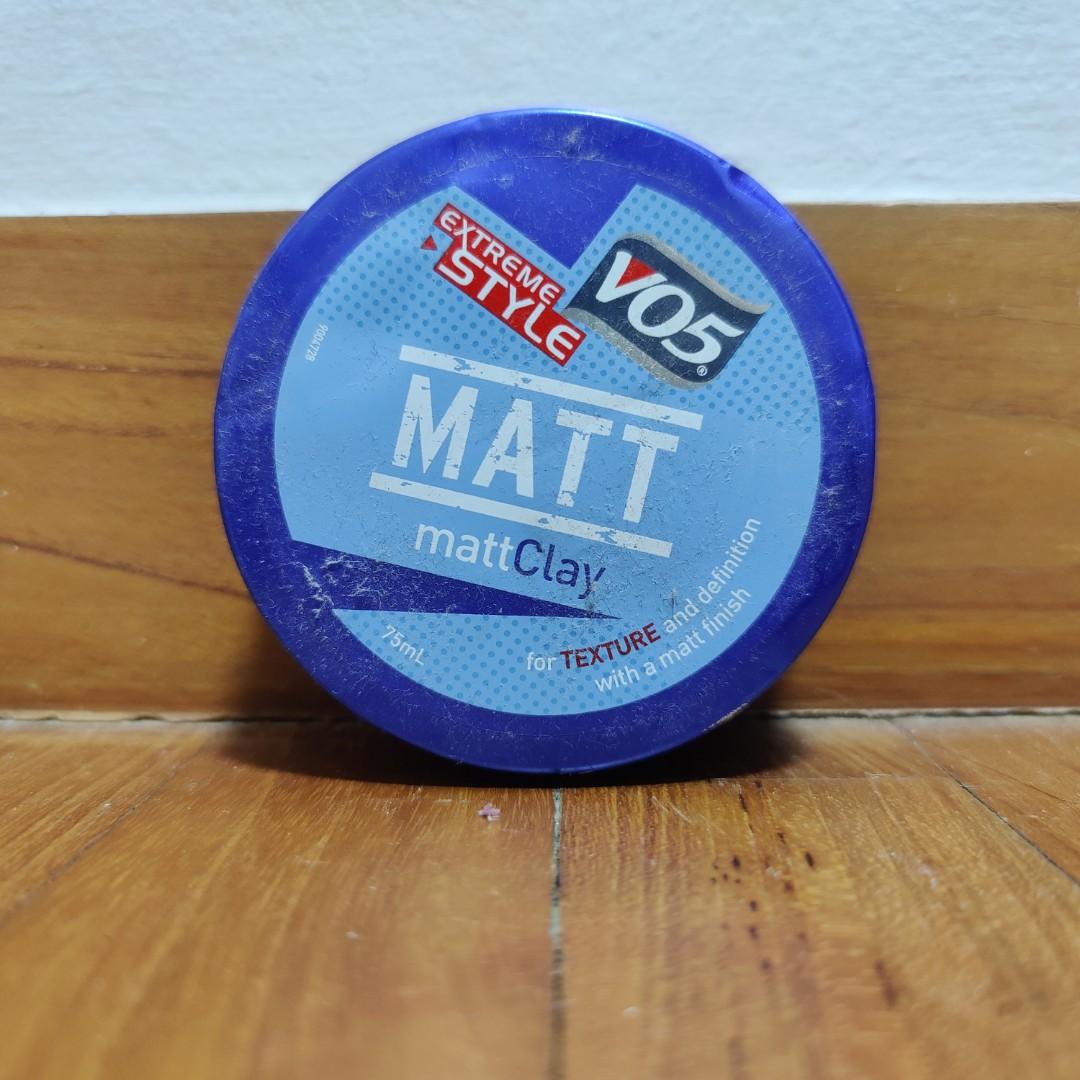 EXTREME
STYLE
VO5®
MATT
mattClay
75mL
for TEXTURE and definition
with a matt finish